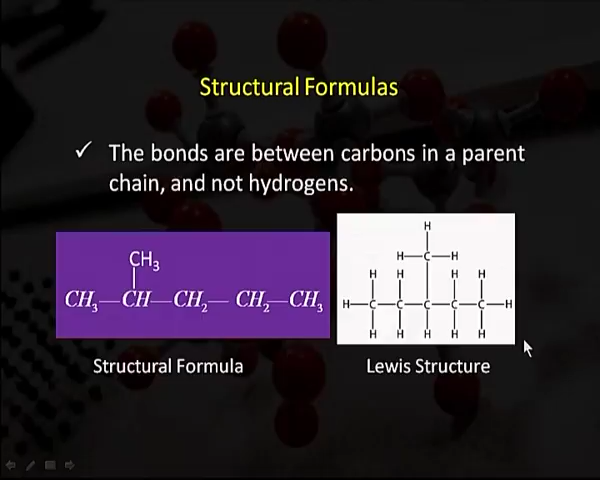 Structural Formulas
✓ The bonds are between carbons in a parent
chain, and not hydrogens.
CH₃
CH₃—CH—CH₂—CH₂—CH₃
H
H—C—H
H H H H
H—C—C—C—C—C—H
H H H H H
Structural Formula
Lewis Structure